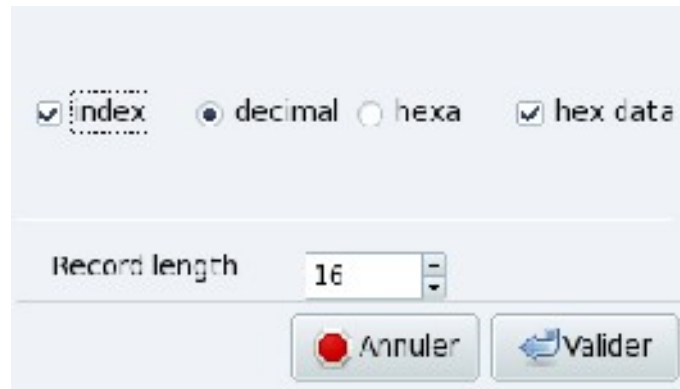 index decimal hexa hex data
Record length 16
Annuler Valider